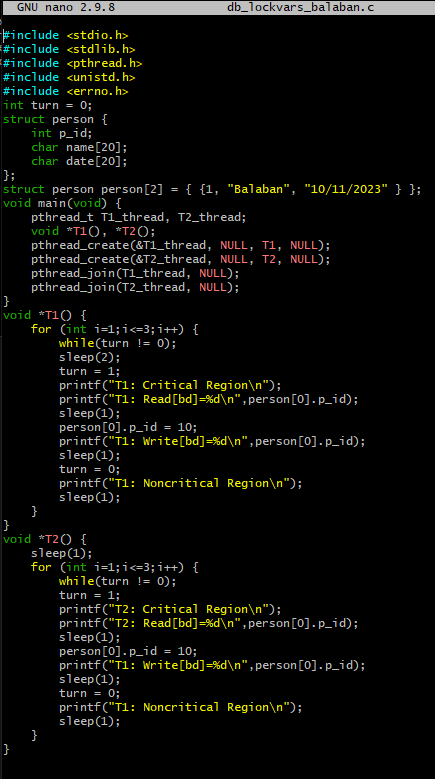 GNU nano 2.9.8 db_lockvars_balaban.c
#include <stdio.h>
#include <stdlib.h>
#include <pthread.h>
#include <unistd.h>
#include <errno.h>
int turn = 0;
struct person {
    int p_id;
    char name[20];
    char date[20];
};
struct person person[2] = { {1, "Balaban", "10/11/2023" } };
void main(void) {
    pthread_t T1_thread, T2_thread;
    void *T1(), *T2();
    pthread_create(&T1_thread, NULL, T1, NULL);
    pthread_create(&T2_thread, NULL, T2, NULL);
    pthread_join(T1_thread, NULL);
    pthread_join(T2_thread, NULL);
}
void *T1() {
    for (int i=1;i<=3;i++) {
        while(turn != 0);
        sleep(2);
        turn = 1;
        printf("T1: Critical Region\n");
        printf("T1: Read[bd]=%d\n",person[0].p_id);
        sleep(1);
        person[0].p_id = 10;
        printf("T1: Write[bd]=%d\n",person[0].p_id);
        sleep(1);
        turn = 0;
        printf("T1: Noncritical Region\n");
        sleep(1);
    }
}
void *T2() {
    sleep(1);
    for (int i=1;i<=3;i++) {
        while(turn != 0);
        turn = 1;
        printf("T2: Critical Region\n");
        printf("T2: Read[bd]=%d\n",person[0].p_id);
        sleep(1);
        person[0].p_id = 10;
        printf("T1: Write[bd]=%d\n",person[0].p_id);
        sleep(1);
        turn = 0;
        printf("T1: Noncritical Region\n");
        sleep(1);
    }
}